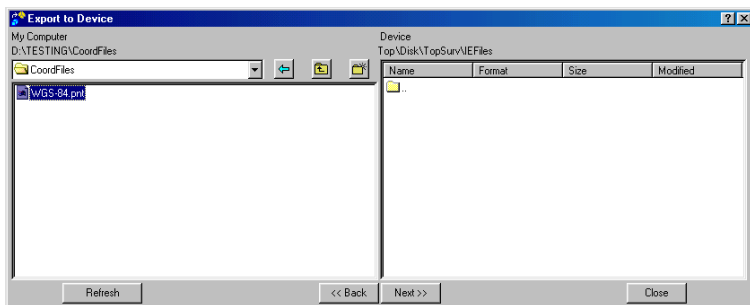 Export to Device
My Computer
D:\TESTING\CoordFiles
CoordFiles
WGS-84.pnt
Device
Top\Disk\TopSurv\IEFiles
Name Format Size Modified
..
Refresh << Back Next >> Close